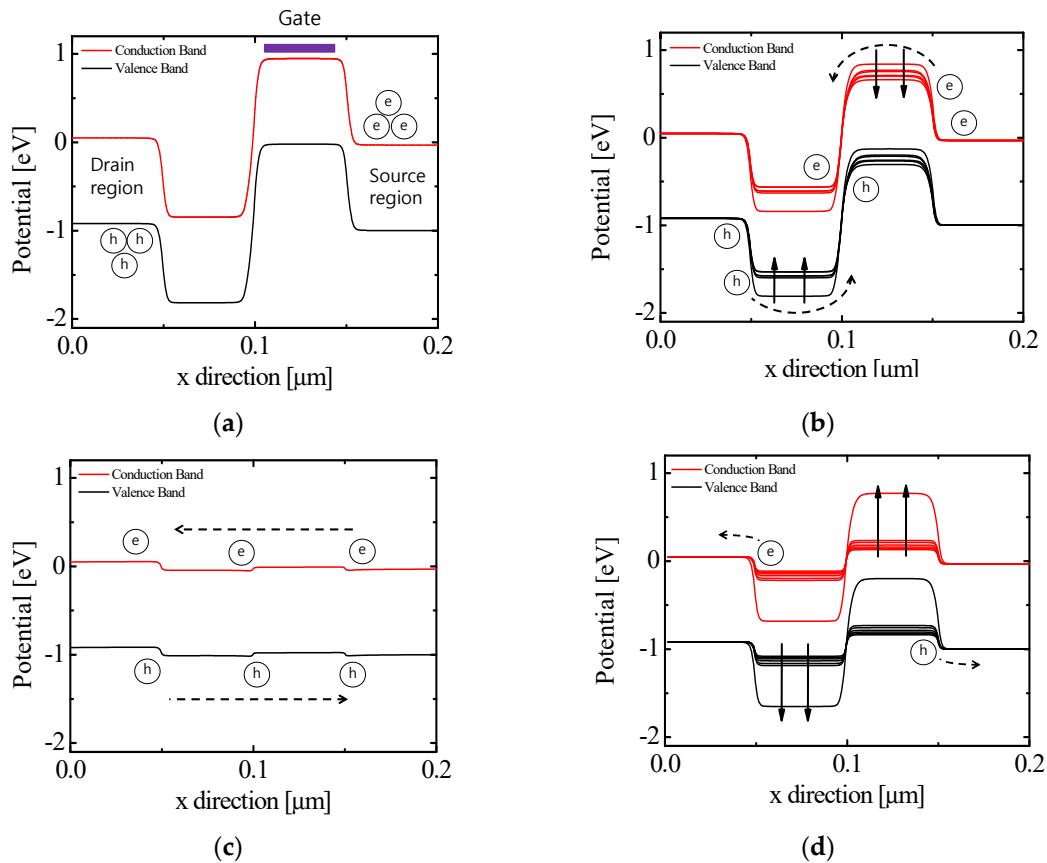 Gate
Conduction Band
Valence Band
1
0
-1
-2
Potential [eV]
Drain
region
Source
region
e
e e
h h
h
0.0 0.1 0.2
x direction [μm]
(a)
Conduction Band
Valence Band
1
0
-1
-2
Potential [eV]
e
e
e
h
h
h
0.0 0.1 0.2
x direction [μm]
(b)
Conduction Band
Valence Band
1
0
-1
-2
Potential [eV]
e e e
h h h
0.0 0.1 0.2
x direction [μm]
(c)
Conduction Band
Valence Band
1
0
-1
-2
Potential [eV]
e
h
0.0 0.1 0.2
x direction [μm]
(d)